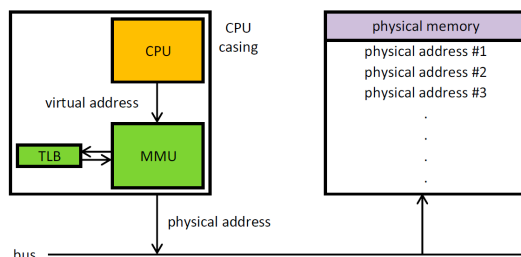 CPU
casing
CPU
virtual address
TLB
MMU
physical address
bus
physical memory
physical address #1
physical address #2
physical address #3
.
.
.
.